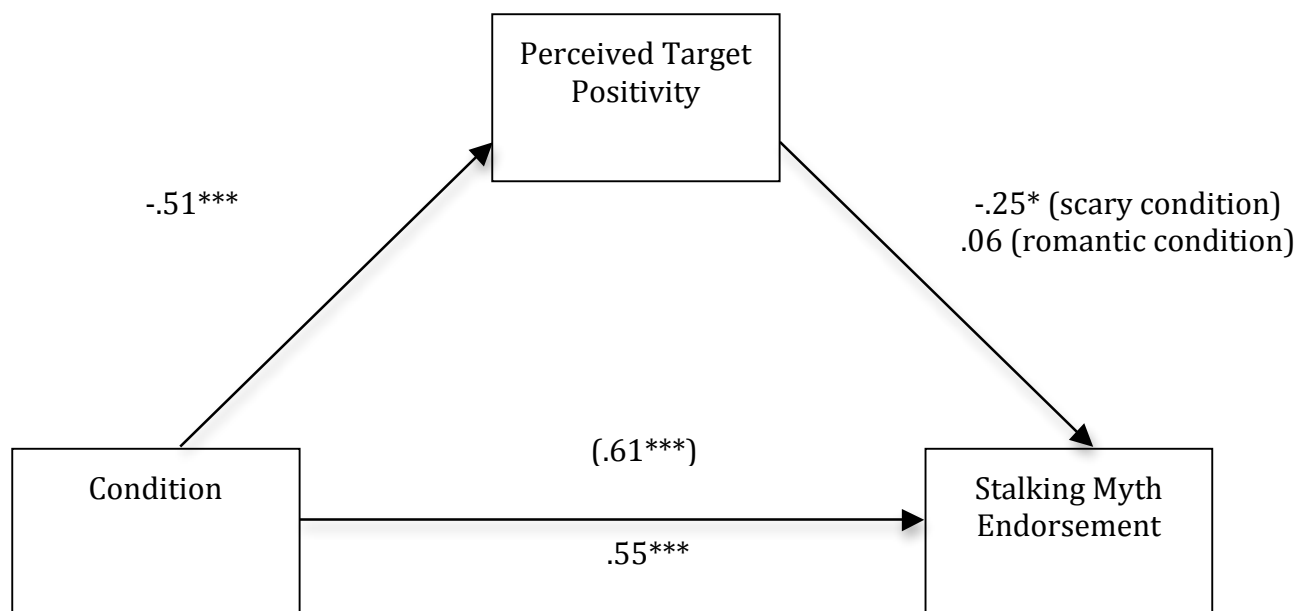 Perceived Target
Positivity
-.51***
-.25* (scary condition)
.06 (romantic condition)
(.61***)
Condition
Stalking Myth
Endorsement
.55***